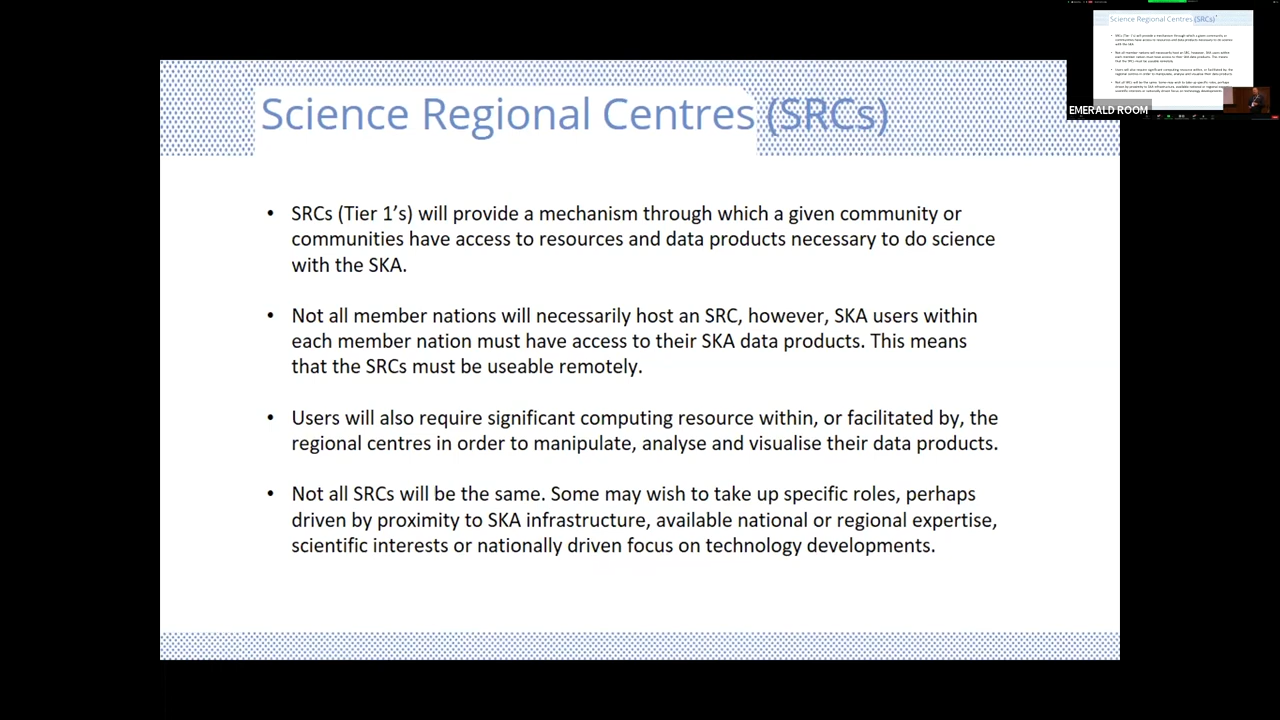 Science Regional Centres (SRCs)
• SRCs (Tier 1's) will provide a mechanism through which a given community or
communities have access to resources and data products necessary to do science
with the SKA.
• Not all member nations will necessarily host an SRC, however, SKA users within
each member nation must have access to their SKA data products. This means
that the SRCs must be useable remotely.
• Users will also require significant computing resource within, or facilitated by, the
regional centres in order to manipulate, analyse and visualise their data products.
• Not all SRCs will be the same. Some may wish to take up specific roles, perhaps
driven by proximity to SKA infrastructure, available national or regional expertise,
scientific interests or nationally driven focus on technology developments.
Science Regional Centres (SRCs)
EMERALD ROOM